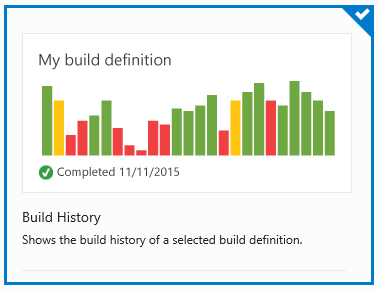 My build definition
Completed 11/11/2015
Build History
Shows the build history of a selected build definition.